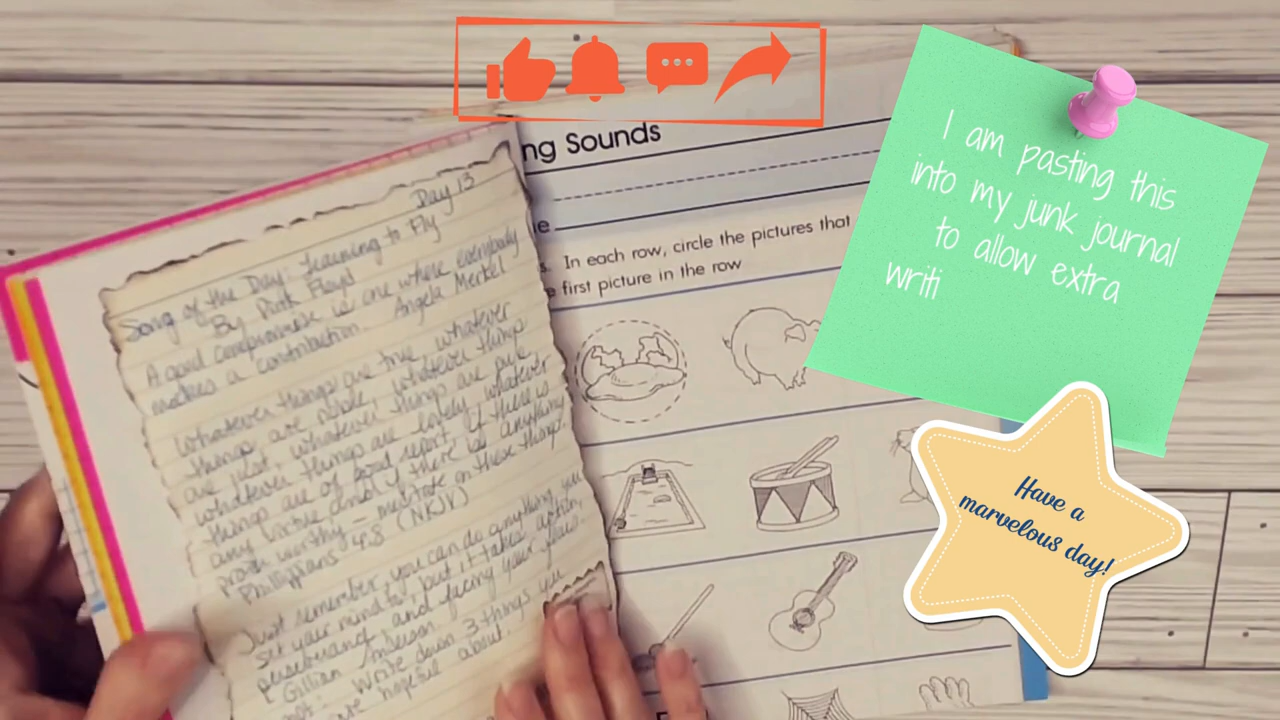 ng Sounds
e
s. In each row, circle the pictures that
e first picture in the row
Day 13
Song of the Day: Learning to Fly
By Pink Floyd
A good compromise is one where everybody
makes a contribution. Angela Merkel
Whatever things are true whatever
things are noble, whatever things
are just, whatever things are pure
whatever things are lovely, whatever
things are of good report, if there is
any virtue and if there is anything
praise worthy - meditate on these things.
Philippians 4:8 (NKJV)
Just remember, you can do anything you
set your mind to, but it takes action,
perseverance and facing your fears.
Gillian Anderson
Write down 3 things you
are hopeful about.
I am pasting this
into my junk journal
to allow extra
writi
Have a
marvelous day!